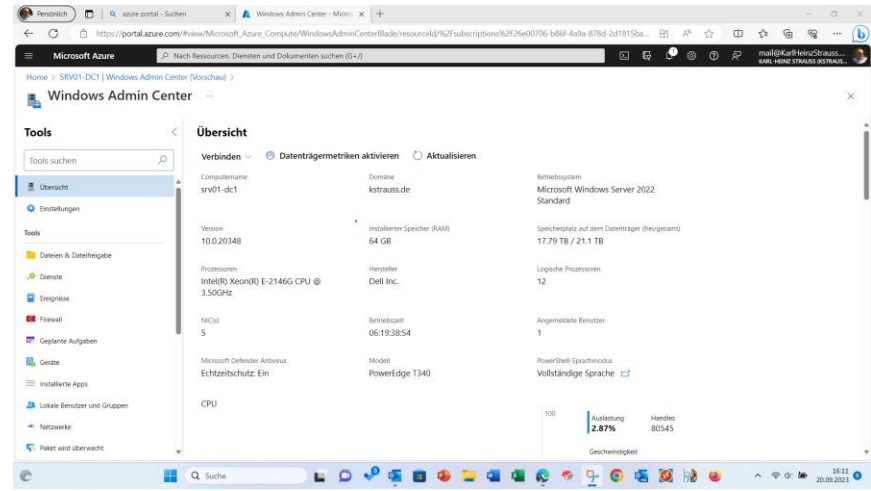 Persönlich
azure portal - Suchen
Windows Admin Center - Micros
https://portal.azure.com/#view/Microsoft_Azure_Compute/WindowsAdminCenterBlade/resourceId/%2Fsubscriptions%2F26e00706-b86f-4a9a-878d-2d1815ba...
Microsoft Azure
Nach Ressourcen, Diensten und Dokumenten suchen (G+/)
mail@KarlHeinzStrauss....
KARL-HEINZ STRAUSS (KSTRAUS...
Home > SRV01-DC1 | Windows Admin Center (Vorschau) >
Windows Admin Center ...
Tools
Tools suchen
Übersicht
Einstellungen
Tools
Dateien & Dateifreigabe
Dienste
Ereignisse
Firewall
Geplante Aufgaben
Geräte
Installierte Apps
Lokale Benutzer und Gruppen
Netzwerke
Paket wird überwacht
Übersicht
Verbinden
Datenträgermetriken aktivieren
Aktualisieren
Computername
srv01-dc1
Domäne
kstrauss.de
Betriebssystem
Microsoft Windows Server 2022
Standard
Version
10.0.20348
Installierter Speicher (RAM)
64 GB
Speicherplatz auf dem Datenträger (frei/gesamt)
17.79 TB / 21.1 TB
Prozessoren
Intel(R) Xeon(R) E-2146G CPU @
3.50GHz
Hersteller
Dell Inc.
Logische Prozessoren
12
NIC(s)
5
Betriebszeit
06:19:38:54
Angemeldete Benutzer
1
Microsoft Defender Antivirus
Echtzeitschutz: Ein
Modell
PowerEdge T340
PowerShell-Sprachmodus
Vollständige Sprache
CPU
100
Auslastung
2.87%
Handles
80545
Geschwindigkeit
Suche
16:11
20.09.2023